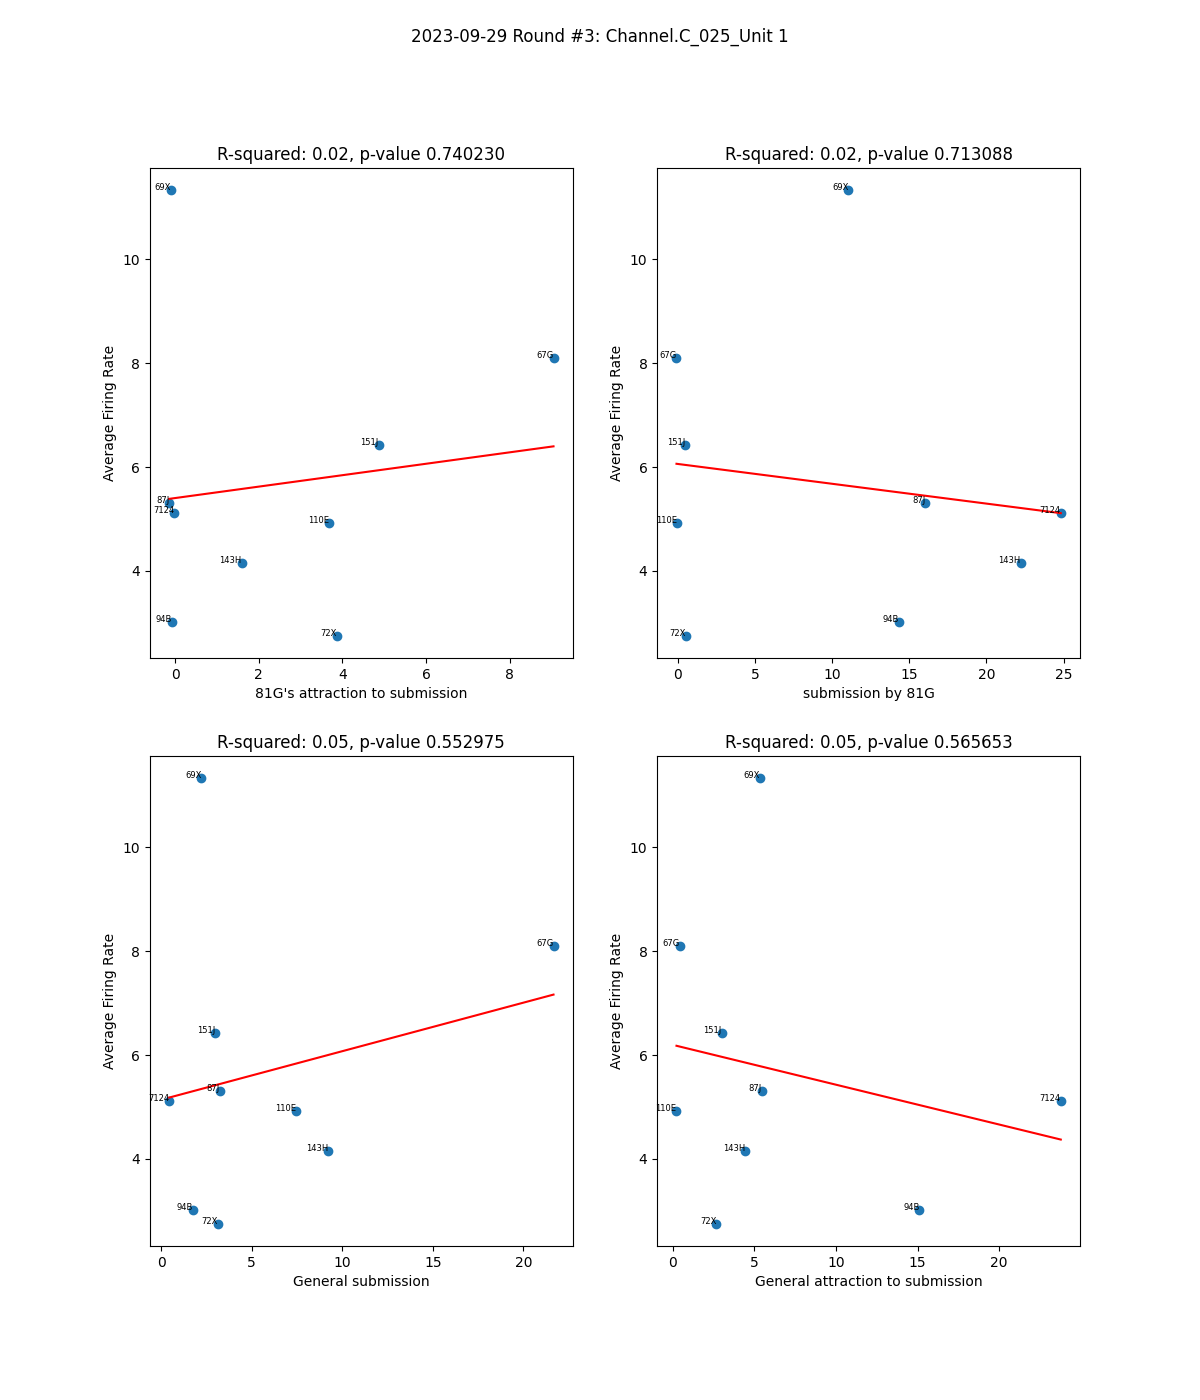 2023-09-29 Round #3: Channel.C_025_Unit 1
R-squared: 0.02, p-value 0.740230
69X
67G
151J
87J
7124
110E
143H
94B
72X
10
8
6
4
0 2 4 6 8
Average Firing Rate
81G's attraction to submission
R-squared: 0.02, p-value 0.713088
69X
67G
151J
87J
7124
110E
143H
94B
72X
10
8
6
4
0 5 10 15 20 25
Average Firing Rate
submission by 81G
R-squared: 0.05, p-value 0.552975
69X
67G
151J
87J
7124
110E
143H
94B
72X
10
8
6
4
0 5 10 15 20
Average Firing Rate
General submission
R-squared: 0.05, p-value 0.565653
69X
67G
151J
87J
7124
110E
143H
94B
72X
10
8
6
4
0 5 10 15 20
Average Firing Rate
General attraction to submission